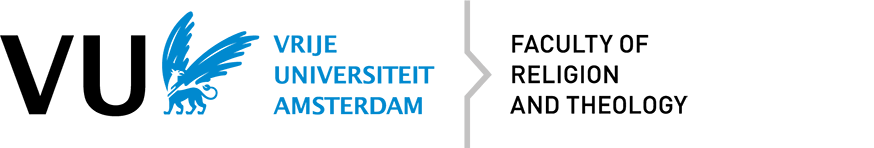 VU
VRIJE
UNIVERSITEIT
AMSTERDAM
FACULTY OF
RELIGION
AND THEOLOGY